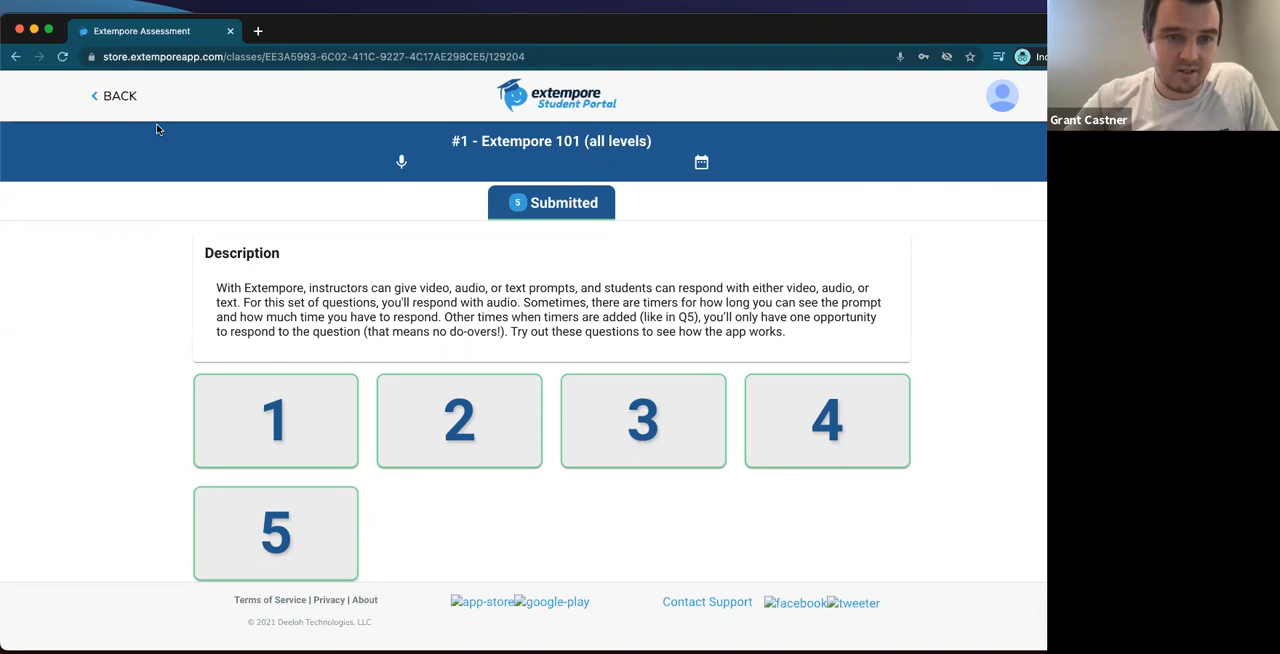 Extempore Assessment
store.extemporeapp.com/classes/EE3A5993-6C02-411C-9227-4C17AE298CE5/129204
Inc
BACK
extempore
Student Portal
Grant Castner
#1 - Extempore 101 (all levels)
5 Submitted
Description
With Extempore, instructors can give video, audio, or text prompts, and students can respond with either video, audio, or
text. For this set of questions, you'll respond with audio. Sometimes, there are timers for how long you can see the prompt
and how much time you have to respond. Other times when timers are added (like in Q5), you'll only have one opportunity
to respond to the question (that means no do-overs!). Try out these questions to see how the app works.
1 2 3 4
5
Terms of Service | Privacy | About
app-store google-play
Contact Support
facebook tweeter
© 2021 Deeloh Technologies. LLC